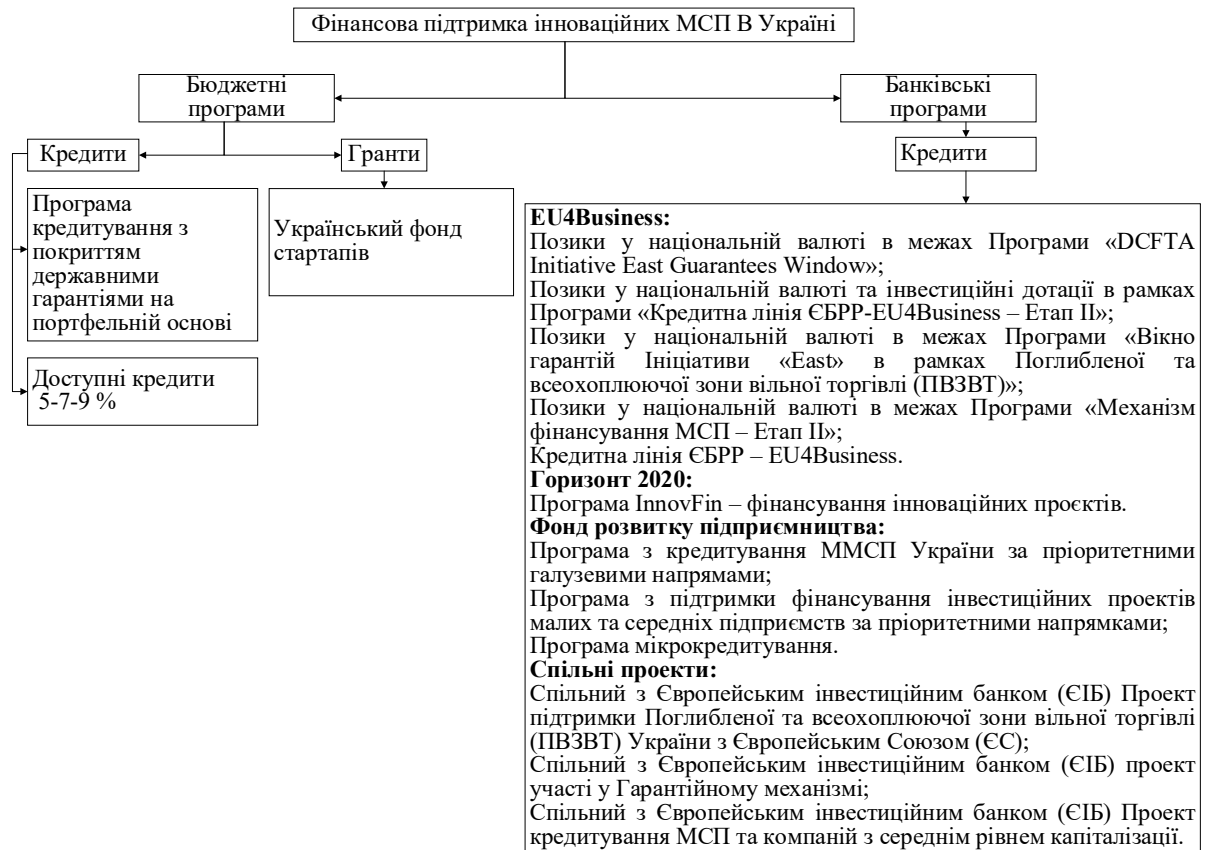 Фінансова підтримка інноваційних МСП В Україні
Бюджетні
програми
Банківські
програми
Кредити
Гранти
Кредити
Програма
кредитування з
покриттям
державними
гарантіями на
портфельній основі
Український фонд
стартапів
Доступні кредити
5-7-9 %
EU4Business:
Позики у національній валюті в межах Програми «DCFTA
Initiative East Guarantees Window»;
Позики у національній валюті та інвестиційні дотації в рамках
Програми «Кредитна лінія ЄБРР-EU4Business – Етап II»;
Позики у національній валюті в межах Програми «Вікно
гарантій Ініціативи «East» в рамках Поглибленої та
всеохоплюючої зони вільної торгівлі (ПВЗВТ)»;
Позики у національній валюті в межах Програми «Механізм
фінансування МСП – Етап II»;
Кредитна лінія ЄБРР – EU4Business.
Горизонт 2020:
Програма InnovFin – фінансування інноваційних проєктів.
Фонд розвитку підприємництва:
Програма з кредитування ММСП України за пріоритетними
галузевими напрямами;
Програма з підтримки фінансування інвестиційних проектів
малих та середніх підприємств за пріоритетними напрямками;
Програма мікрокредитування.
Спільні проекти:
Спільний з Європейським інвестиційним банком (ЄІБ) Проект
підтримки Поглибленої та всеохоплюючої зони вільної торгівлі
(ПВЗВТ) України з Європейським Союзом (ЄС);
Спільний з Європейським інвестиційним банком (ЄІБ) проект
участі у Гарантійному механізмі;
Спільний з Європейським інвестиційним банком (ЄІБ) Проект
кредитування МСП та компаній з середнім рівнем капіталізації.